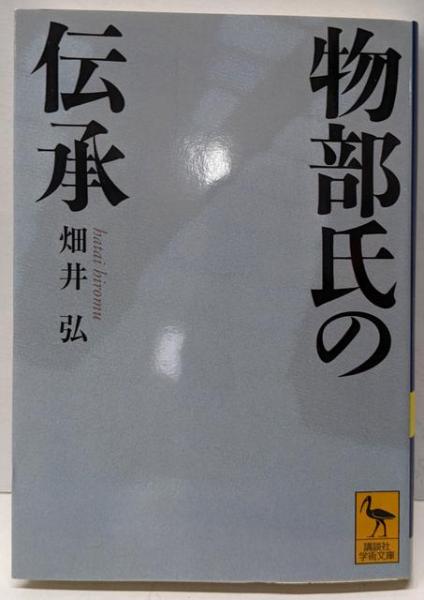 物部氏の
伝承
畑井 弘
hatai hiromu
講談社
学術文庫